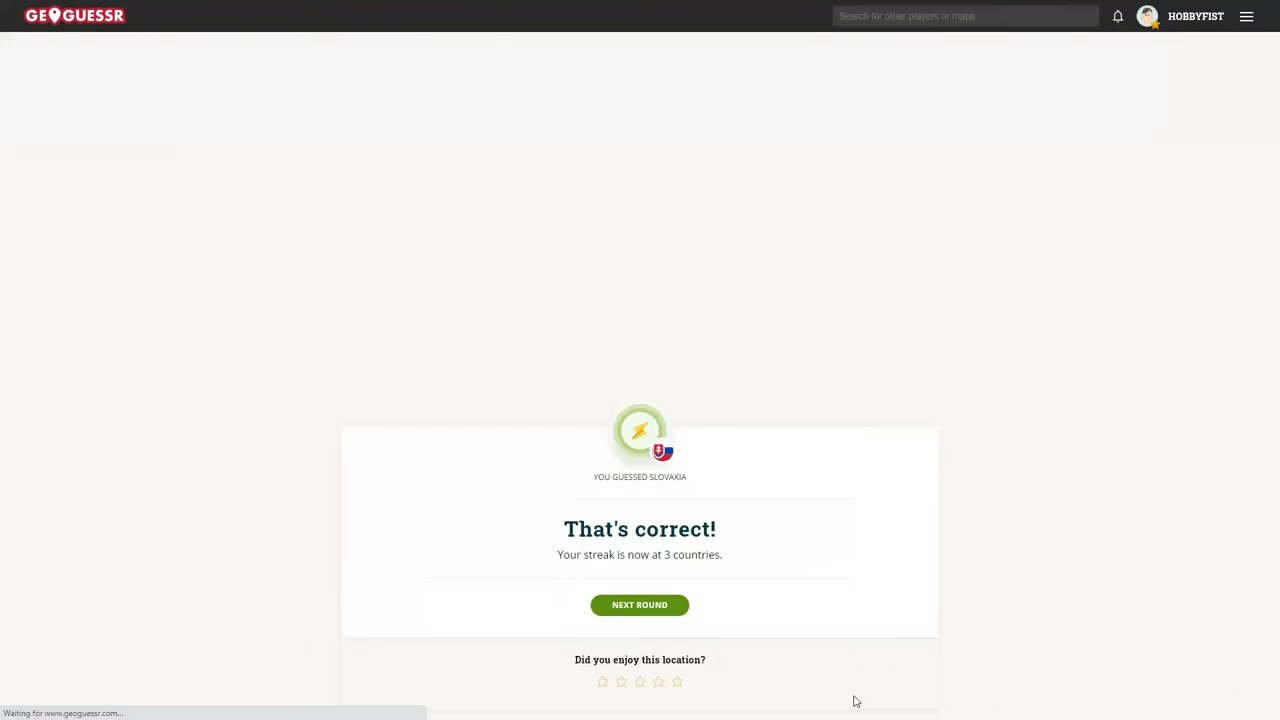 GEOGUESSR
Search for other players or maps
HOBBYFIST
YOU GUESSED SLOVAKIA
That's correct!
Your streak is now at 3 countries.
NEXT ROUND
Did you enjoy this location?
Waiting for www.geoguessr.com...